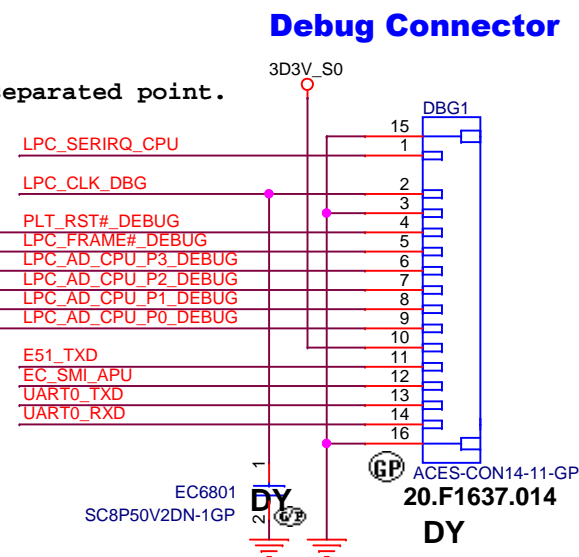 Debug Connector
3D3V_S0
separated point.
DBG1
15
LPC_SERIRQ_CPU 1
LPC_CLK_DBG 2
3
PLT_RST#_DEBUG 4
LPC_FRAME#_DEBUG 5
LPC_AD_CPU_P3_DEBUG 6
LPC_AD_CPU_P2_DEBUG 7
LPC_AD_CPU_P1_DEBUG 8
LPC_AD_CPU_P0_DEBUG 9
10
E51_TXD 11
EC_SMI_APU 12
UART0_TXD 13
UART0_RXD 14
16
1
GP ACES-CON14-11-GP
EC6801 DY 20.F1637.014
SC8P50V2DN-1GP 2 G/P
DY